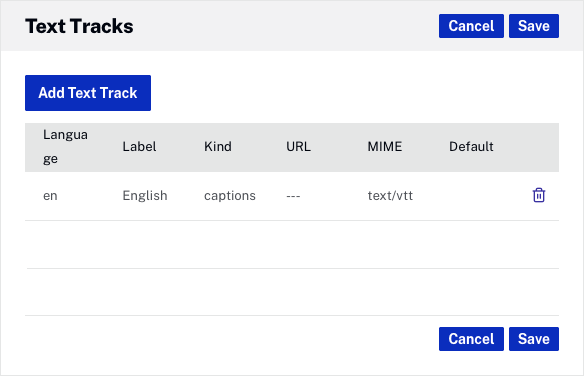 Text Tracks Cancel Save
Add Text Track
Langua
ge Label Kind URL MIME Default
en English captions --- text/vtt
Cancel Save